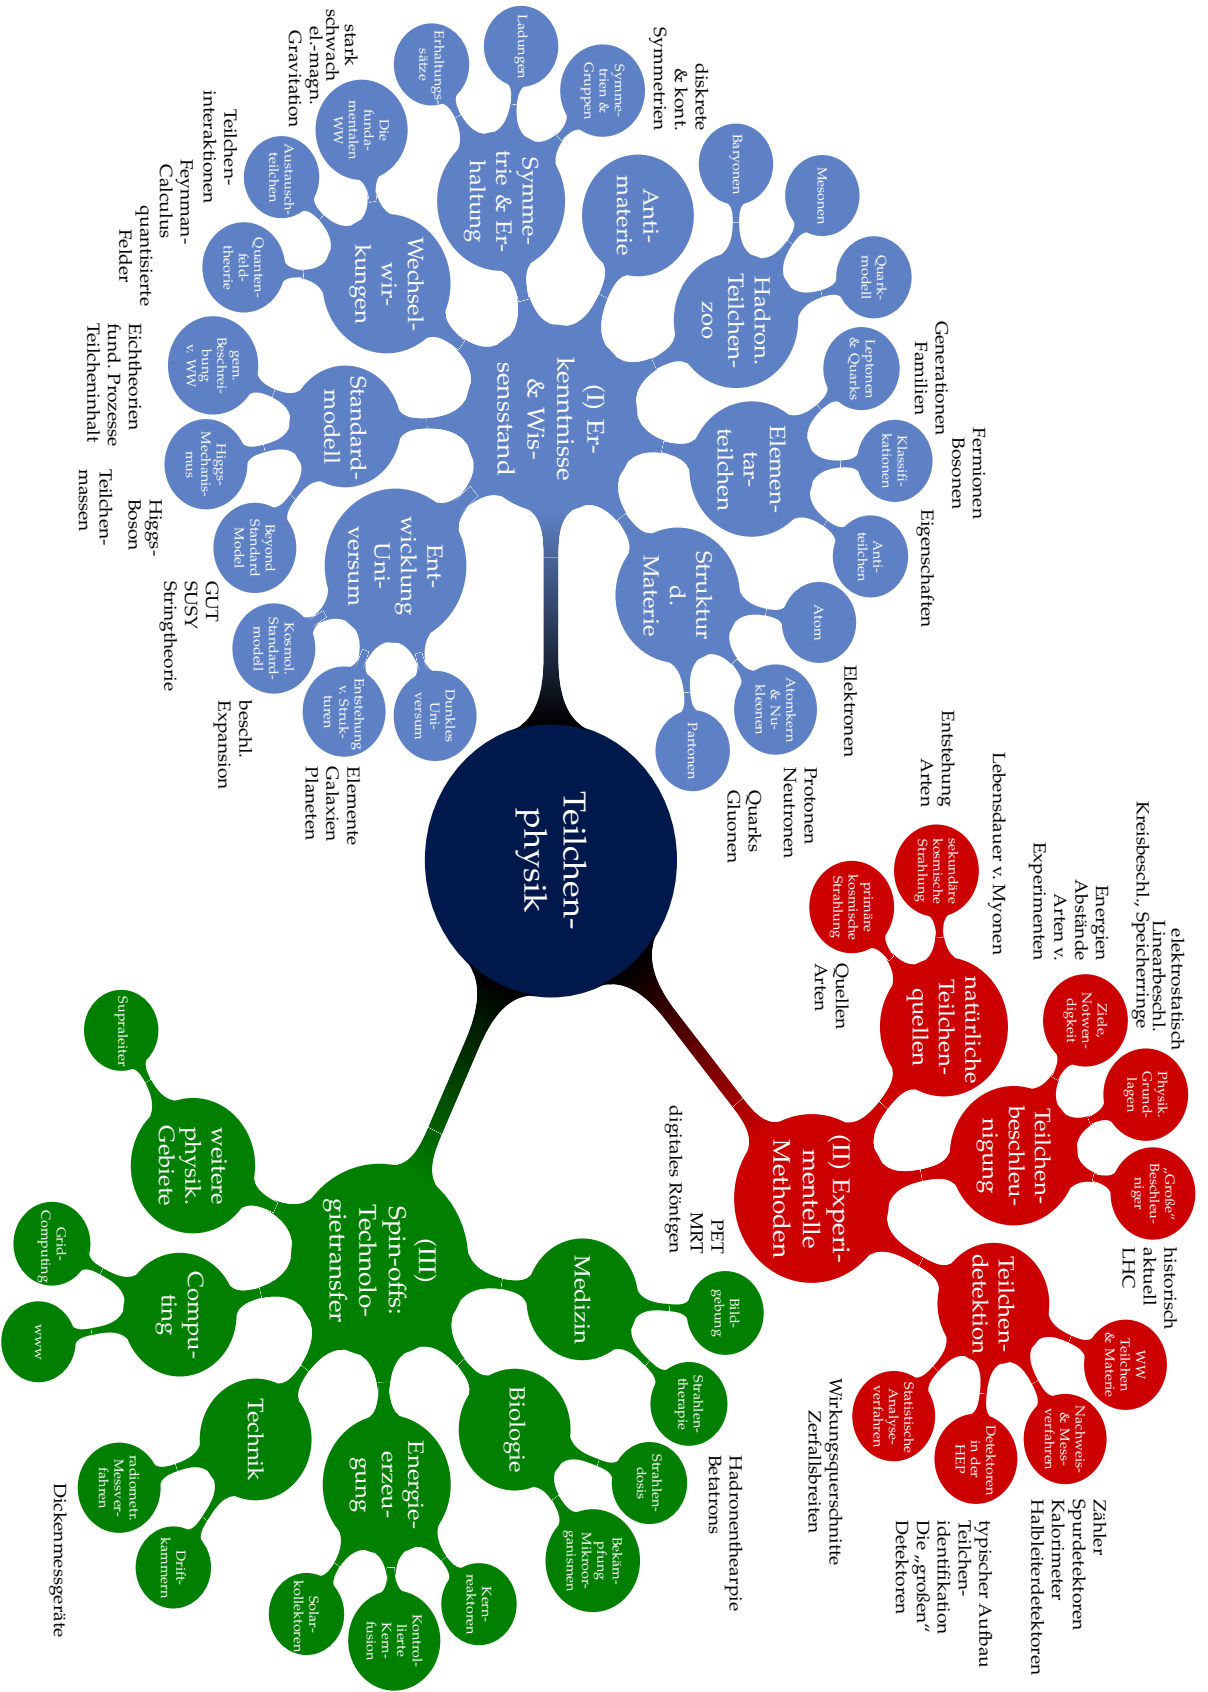 Teilchen-
physik
(I) Er-
kenntnisse
& Wis-
sensstand
Struktur
d.
Materie
Atom
Elektronen
Atomkern
& Nu-
kleonen
Protonen
Neutronen
Partonen
Quarks
Gluonen
Elemen-
tar-
teilchen
Leptonen
& Quarks
Generationen
Familien
Klassifi-
kationen
Fermionen
Bosonen
Anti-
teilchen
Eigenschaften
Hadron.
Teilchen-
zoo
Baryonen
Mesonen
Quark-
modell
Anti-
materie
Symme-
trie & Er-
haltung
Symme-
trien &
Gruppen
diskrete
& kont.
Symmetrien
Ladungen
Erhaltungs-
sätze
Wechsel-
wir-
kungen
Die
funda-
mentalen
WW
stark
schwach
el.-magn.
Gravitation
Austausch-
teilchen
Teilchen-
interaktionen
Feynman-
Calculus
Quanten-
feld-
theorie
quantisierte
Felder
Standard-
modell
gem.
Beschrei-
bung
v. WW
Eichtheorien
fund. Prozesse
Teilcheninhalt
Higgs-
Mechanis-
mus
Higgs-
Boson
Teilchen-
massen
Beyond
Standard
Model
GUT
SUSY
Stringtheorie
Ent-
wicklung
Uni-
versum
Kosmol.
Standard-
modell
beschl.
Expansion
Entstehung
v. Struk-
turen
Elemente
Galaxien
Planeten
Dunkles
Uni-
versum
(II) Experi-
mentelle
Methoden
natürliche
Teilchen-
quellen
primäre
kosmische
Strahlung
Quellen
Arten
sekundäre
kosmische
Strahlung
Entstehung
Arten
Lebensdauer v. Myonen
Teilchen-
beschleu-
nigung
Ziele,
Notwen-
digkeit
Energien
Abstände
Arten v.
Experimenten
Physik.
Grund-
lagen
elektrostatisch
Linearbeschl.
Kreisbeschl., Speicherringe
„Große“
Beschleu-
niger
historisch
aktuell
LHC
Teilchen-
detektion
WW
Teilchen
& Materie
Nachweis-
& Mess-
verfahren
Zähler
Spurdetektoren
Kalorimeter
Halbleiterdetektoren
Detektoren
in der
HEP
typischer Aufbau
Teilchen-
identifikation
Die „großen“
Detektoren
Statistische
Analyse-
verfahren
Wirkungsquerschnitte
Zerfallsbreiten
(III)
Spin-offs:
Technolo-
gietransfer
Medizin
Bild-
gebung
PET
MRT
digitales Röntgen
Strahlen-
therapie
Hadronenthearpie
Betatrons
Biologie
Strahlen-
dosis
Bekäm-
pfung
Mikroor-
ganismen
Energie-
erzeu-
gung
Kern-
reaktoren
Kontrol-
lierte
Kern-
fusion
Solar-
kollektoren
Technik
Drift-
kammern
radiometr.
Messver-
fahren
Dickenmessgeräte
Compu-
ting
www
Grid-
Computing
weitere
physik.
Gebiete
Supraleiter